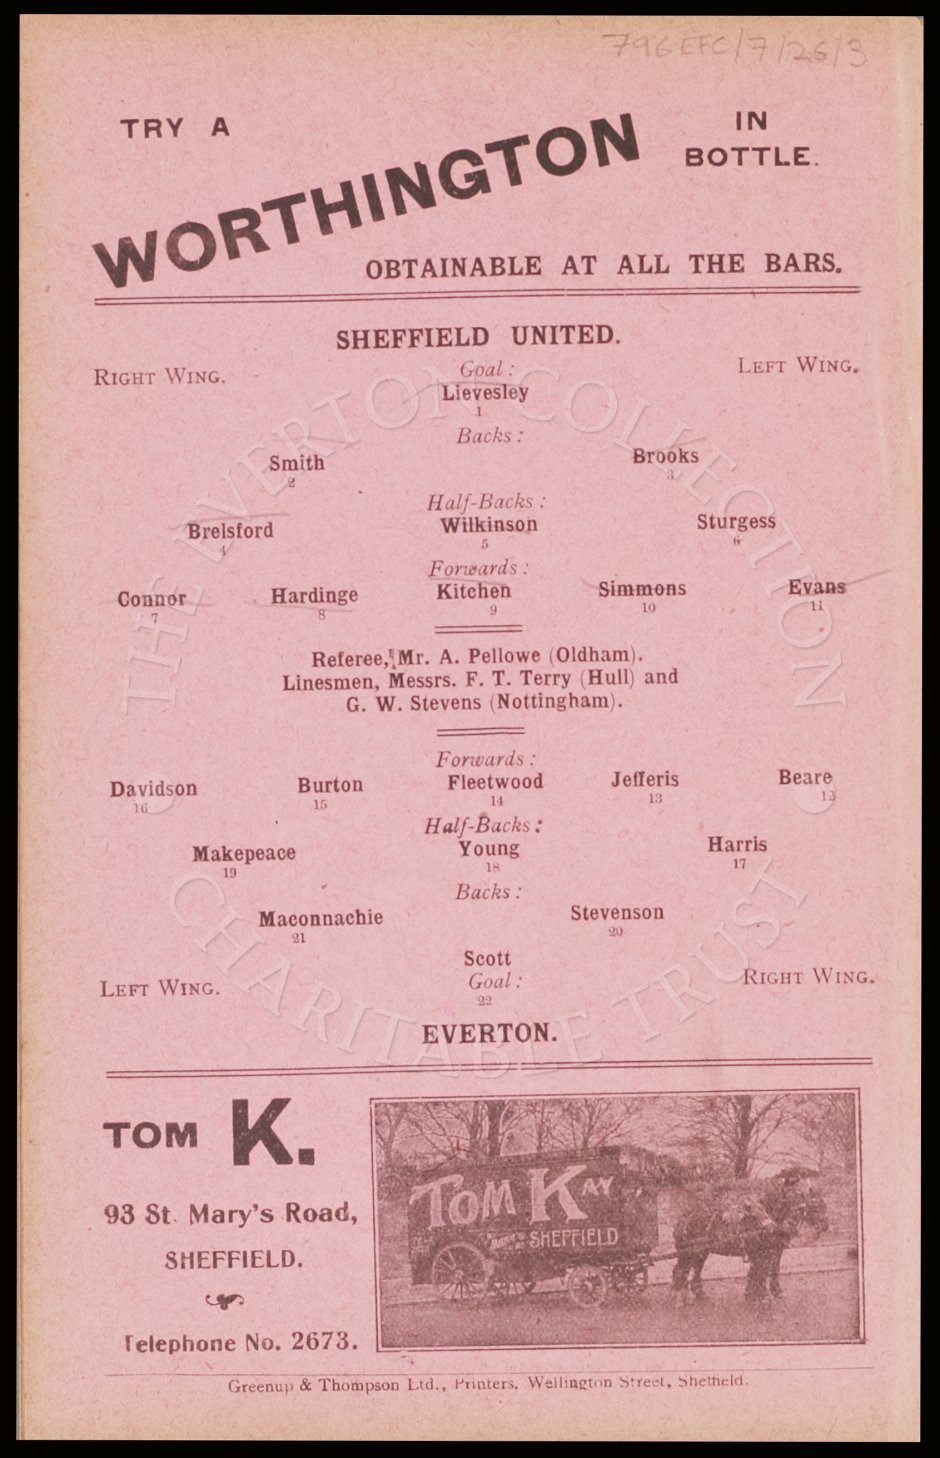 796EFC/7/26/3
TRY A WORTHINGTON IN BOTTLE.
OBTAINABLE AT ALL THE BARS.
SHEFFIELD UNITED.
RIGHT WING. Goal: LEFT WING.
Lievesley
1
Backs:
Smith Brooks
2 3
Half-Backs:
Brelsford Wilkinson Sturgess
4 5 6
Forwards:
Connor Hardinge Kitchen Simmons Evans
7 8 9 10 11
Referee, Mr. A. Pellowe (Oldham).
Linesmen, Messrs. F. T. Terry (Hull) and
G. W. Stevens (Nottingham).
Forwards:
Davidson Burton Fleetwood Jefferis Beare
16 15 14 13 12
Half-Backs:
Makepeace Young Harris
19 18 17
Backs:
Maconnachie Stevenson
21 20
Scott
LEFT WING. Goal: RIGHT WING.
22
EVERTON.
TOM K.
93 St. Mary's Road,
SHEFFIELD.
Telephone No. 2673.
TOM KAY
SHEFFIELD
Greenup & Thompson Ltd., Printers, Wellington Street, Sheffield.
THE EVERTON COLLECTION
CHARITABLE TRUST